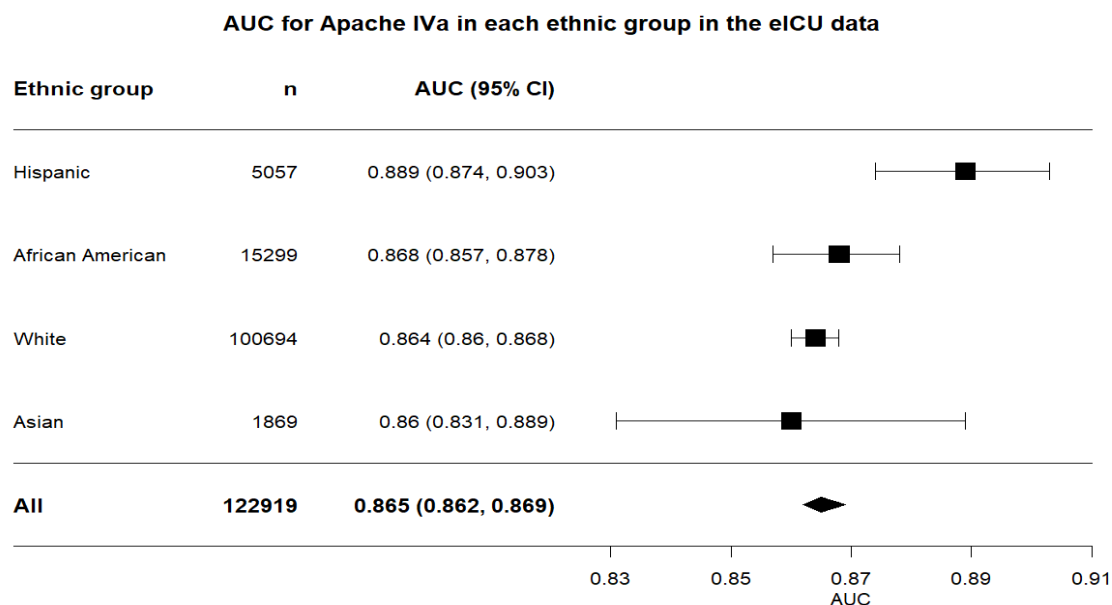 AUC for Apache IVa in each ethnic group in the eICU data
Ethnic group n AUC (95% CI)
Hispanic 5057 0.889 (0.874, 0.903)
African American 15299 0.868 (0.857, 0.878)
White 100694 0.864 (0.86, 0.868)
Asian 1869 0.86 (0.831, 0.889)
All 122919 0.865 (0.862, 0.869)
0.83 0.85 0.87 0.89 0.91
AUC